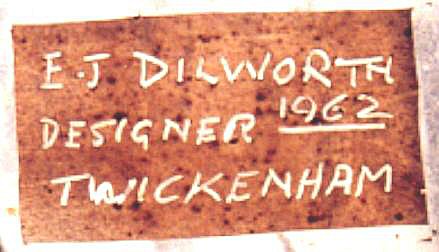 E.J DILWORTH
DESIGNER 1962
TWICKENHAM